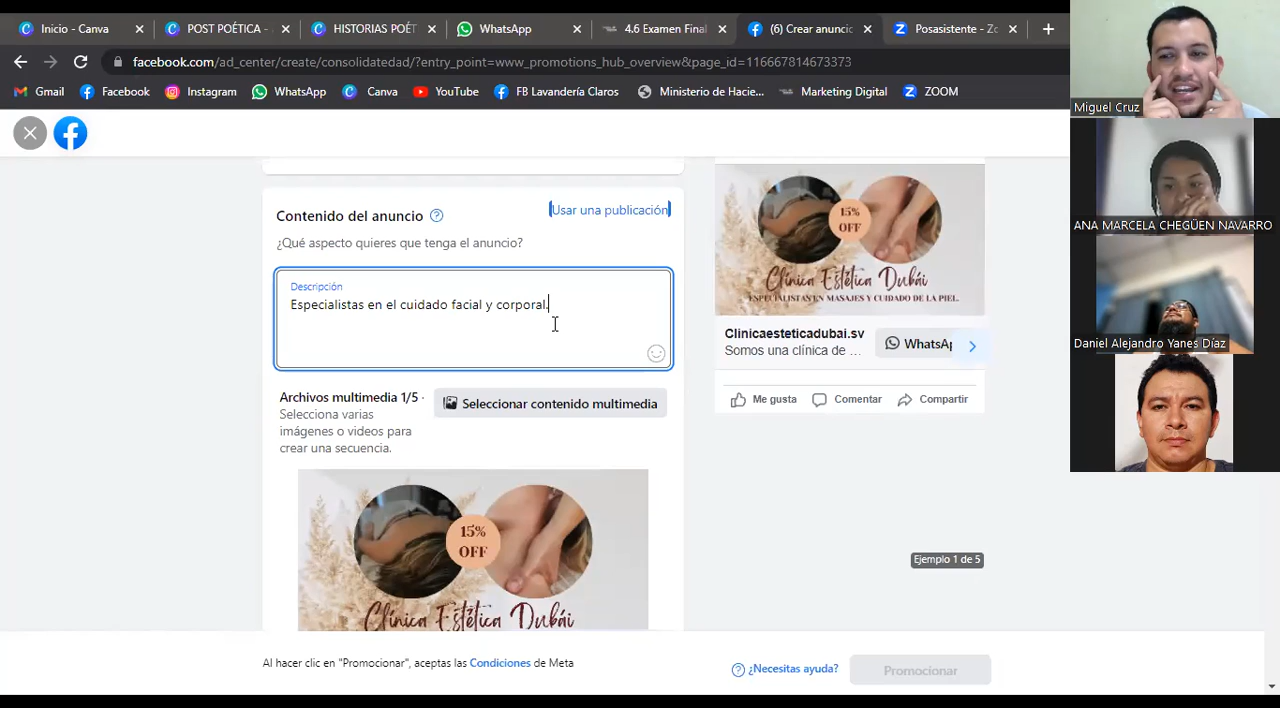 Inicio - Canva
POST POÉTICA -
HISTORIAS POÉT
WhatsApp
4.6 Examen Final
(6) Crear anuncio
Posasistente - Zo
facebook.com/ad_center/create/consolidatedad/?entry_point=www_promotions_hub_overview&page_id=116667814673373
Gmail
Facebook
Instagram
WhatsApp
Canva
YouTube
FB Lavandería Claros
Ministerio de Hacie...
Marketing Digital
ZOOM
Contenido del anuncio
Usar una publicación
¿Qué aspecto quieres que tenga el anuncio?
Descripción
Especialistas en el cuidado facial y corporal.
Archivos multimedia 1/5 ·
Selecciona varias
imágenes o videos para
crear una secuencia.
Seleccionar contenido multimedia
15%
OFF
Clínica Estética Dubái
15%
OFF
Clínica Estética Dubái
ESPECIALISTAS EN MASAJES Y CUIDADO DE LA PIEL.
Clinicaesteticadubai.sv
Somos una clínica de ...
WhatsAp
Me gusta
Comentar
Compartir
Ejemplo 1 de 5
Al hacer clic en "Promocionar", aceptas las Condiciones de Meta
¿Necesitas ayuda?
Promocionar
Miguel Cruz
ANA MARCELA CHEGÜEN NAVARRO
Daniel Alejandro Yanes Díaz